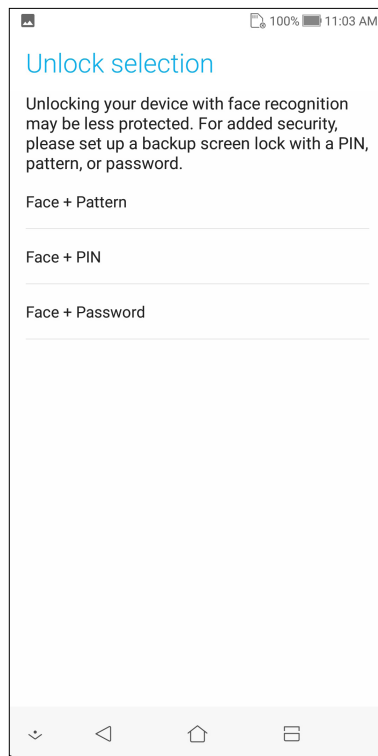 100% 11:03 AM
Unlock selection
Unlocking your device with face recognition
may be less protected. For added security,
please set up a backup screen lock with a PIN,
pattern, or password.
Face + Pattern
Face + PIN
Face + Password